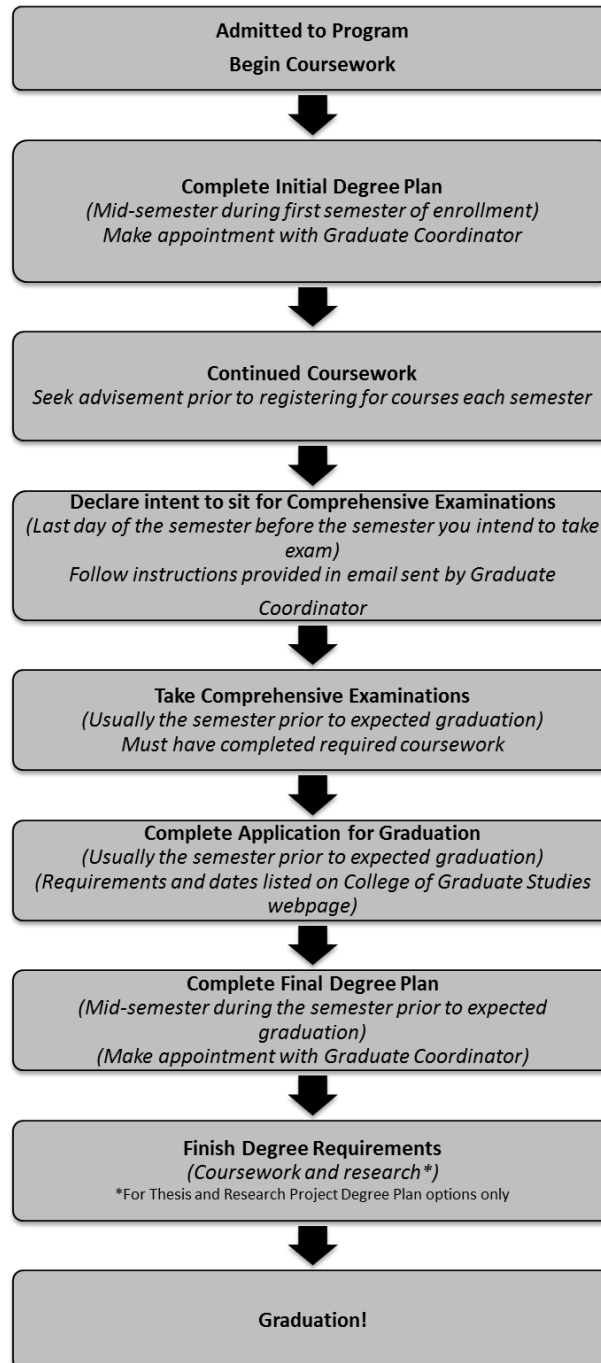 Admitted to Program
Begin Coursework
Complete Initial Degree Plan
(Mid-semester during first semester of enrollment)
Make appointment with Graduate Coordinator
Continued Coursework
Seek advisement prior to registering for courses each semester
Declare intent to sit for Comprehensive Examinations
(Last day of the semester before the semester you intend to take
exam)
Follow instructions provided in email sent by Graduate
Coordinator
Take Comprehensive Examinations
(Usually the semester prior to expected graduation)
Must have completed required coursework
Complete Application for Graduation
(Usually the semester prior to expected graduation)
(Requirements and dates listed on College of Graduate Studies
webpage)
Complete Final Degree Plan
(Mid-semester during the semester prior to expected
graduation)
(Make appointment with Graduate Coordinator)
Finish Degree Requirements
(Coursework and research*)
*For Thesis and Research Project Degree Plan options only
Graduation!